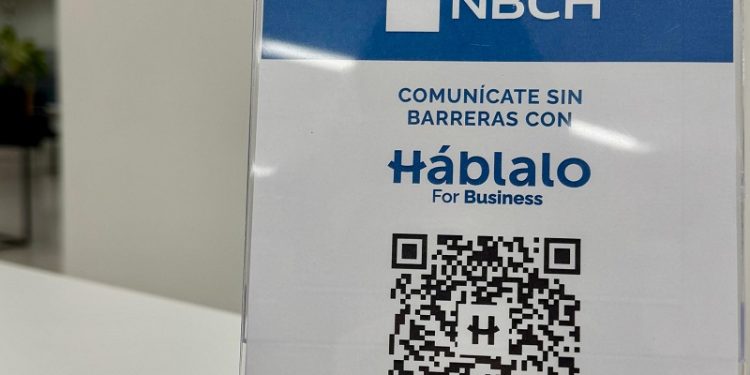 NBCH
COMUNÍCATE SIN
BARRERAS CON
Háblalo
For Business
H